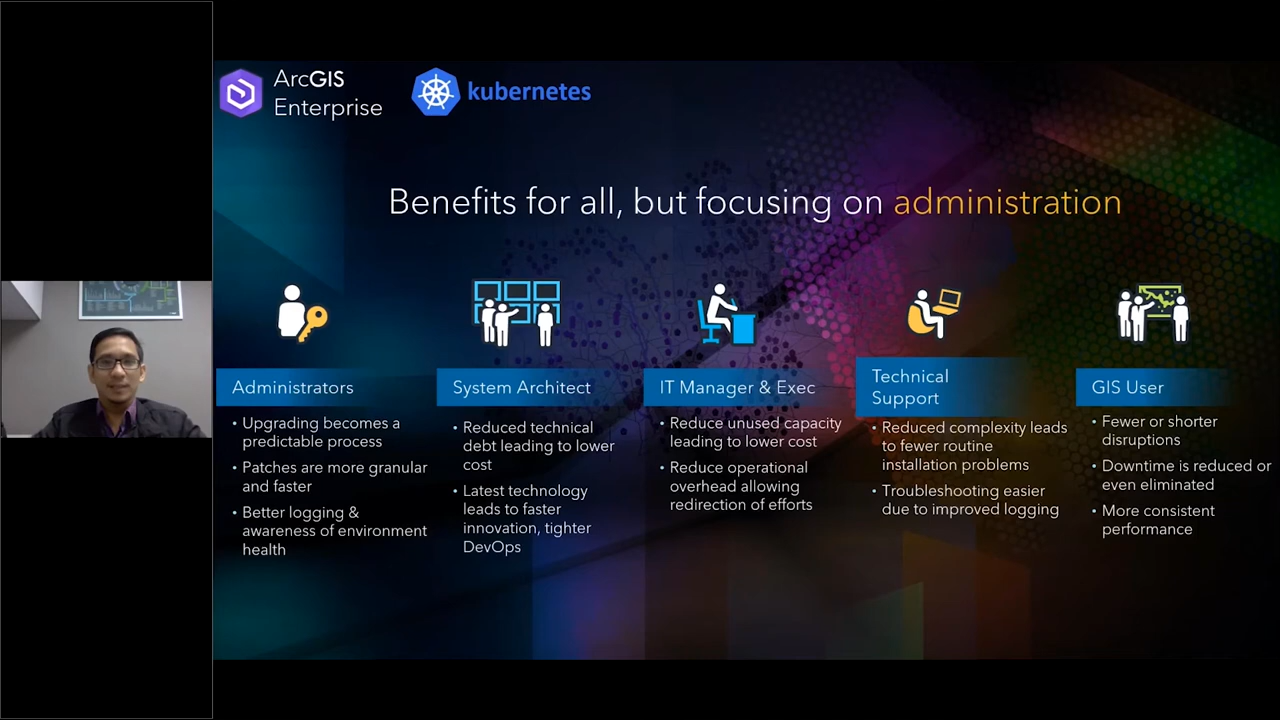 ArcGIS
Enterprise
kubernetes
Benefits for all, but focusing on administration
Administrators
• Upgrading becomes a
predictable process
• Patches are more granular
and faster
• Better logging &
awareness of environment
health
System Architect
• Reduced technical
debt leading to lower
cost
• Latest technology
leads to faster
innovation, tighter
DevOps
IT Manager & Exec
• Reduce unused capacity
leading to lower cost
• Reduce operational
overhead allowing
redirection of efforts
Technical
Support
• Reduced complexity leads
to fewer routine
installation problems
• Troubleshooting easier
due to improved logging
GIS User
• Fewer or shorter
disruptions
• Downtime is reduced or
even eliminated
• More consistent
performance